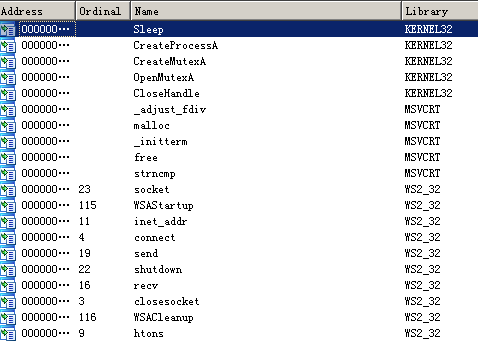 Address Ordinal Name Library
000000… Sleep KERNEL32
000000… CreateProcessA KERNEL32
000000… CreateMutexA KERNEL32
000000… OpenMutexA KERNEL32
000000… CloseHandle KERNEL32
000000… _adjust_fdiv MSVCRT
000000… malloc MSVCRT
000000… _initterm MSVCRT
000000… free MSVCRT
000000… strncmp MSVCRT
000000… 23 socket WS2_32
000000… 115 WSAStartup WS2_32
000000… 11 inet_addr WS2_32
000000… 4 connect WS2_32
000000… 19 send WS2_32
000000… 22 shutdown WS2_32
000000… 16 recv WS2_32
000000… 3 closesocket WS2_32
000000… 116 WSACleanup WS2_32
000000… 9 htons WS2_32